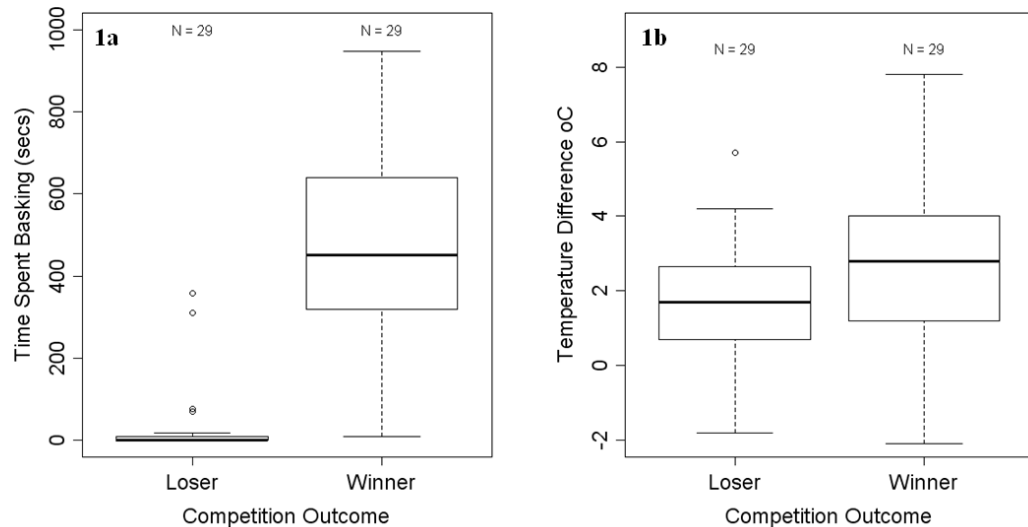 1a
N = 29
N = 29
Time Spent Basking (secs)
1000
800
600
400
200
0
Loser
Winner
Competition Outcome
1b
N = 29
N = 29
Temperature Difference oC
8
6
4
2
0
-2
Loser
Winner
Competition Outcome